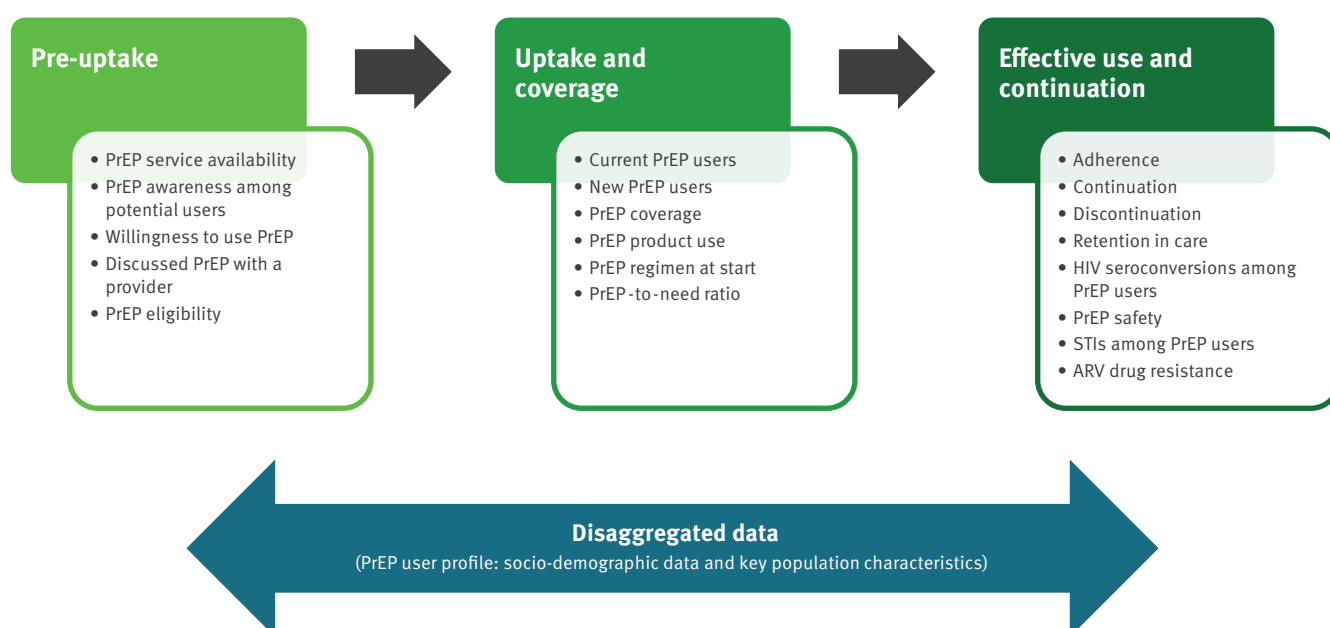 Pre-uptake
• PrEP service availability
• PrEP awareness among
potential users
• Willingness to use PrEP
• Discussed PrEP with a
provider
• PrEP eligibility
Uptake and
coverage
• Current PrEP users
• New PrEP users
• PrEP coverage
• PrEP product use
• PrEP regimen at start
• PrEP-to-need ratio
Effective use and
continuation
• Adherence
• Continuation
• Discontinuation
• Retention in care
• HIV seroconversions among
PrEP users
• PrEP safety
• STIs among PrEP users
• ARV drug resistance
Disaggregated data
(PrEP user profile: socio-demographic data and key population characteristics)